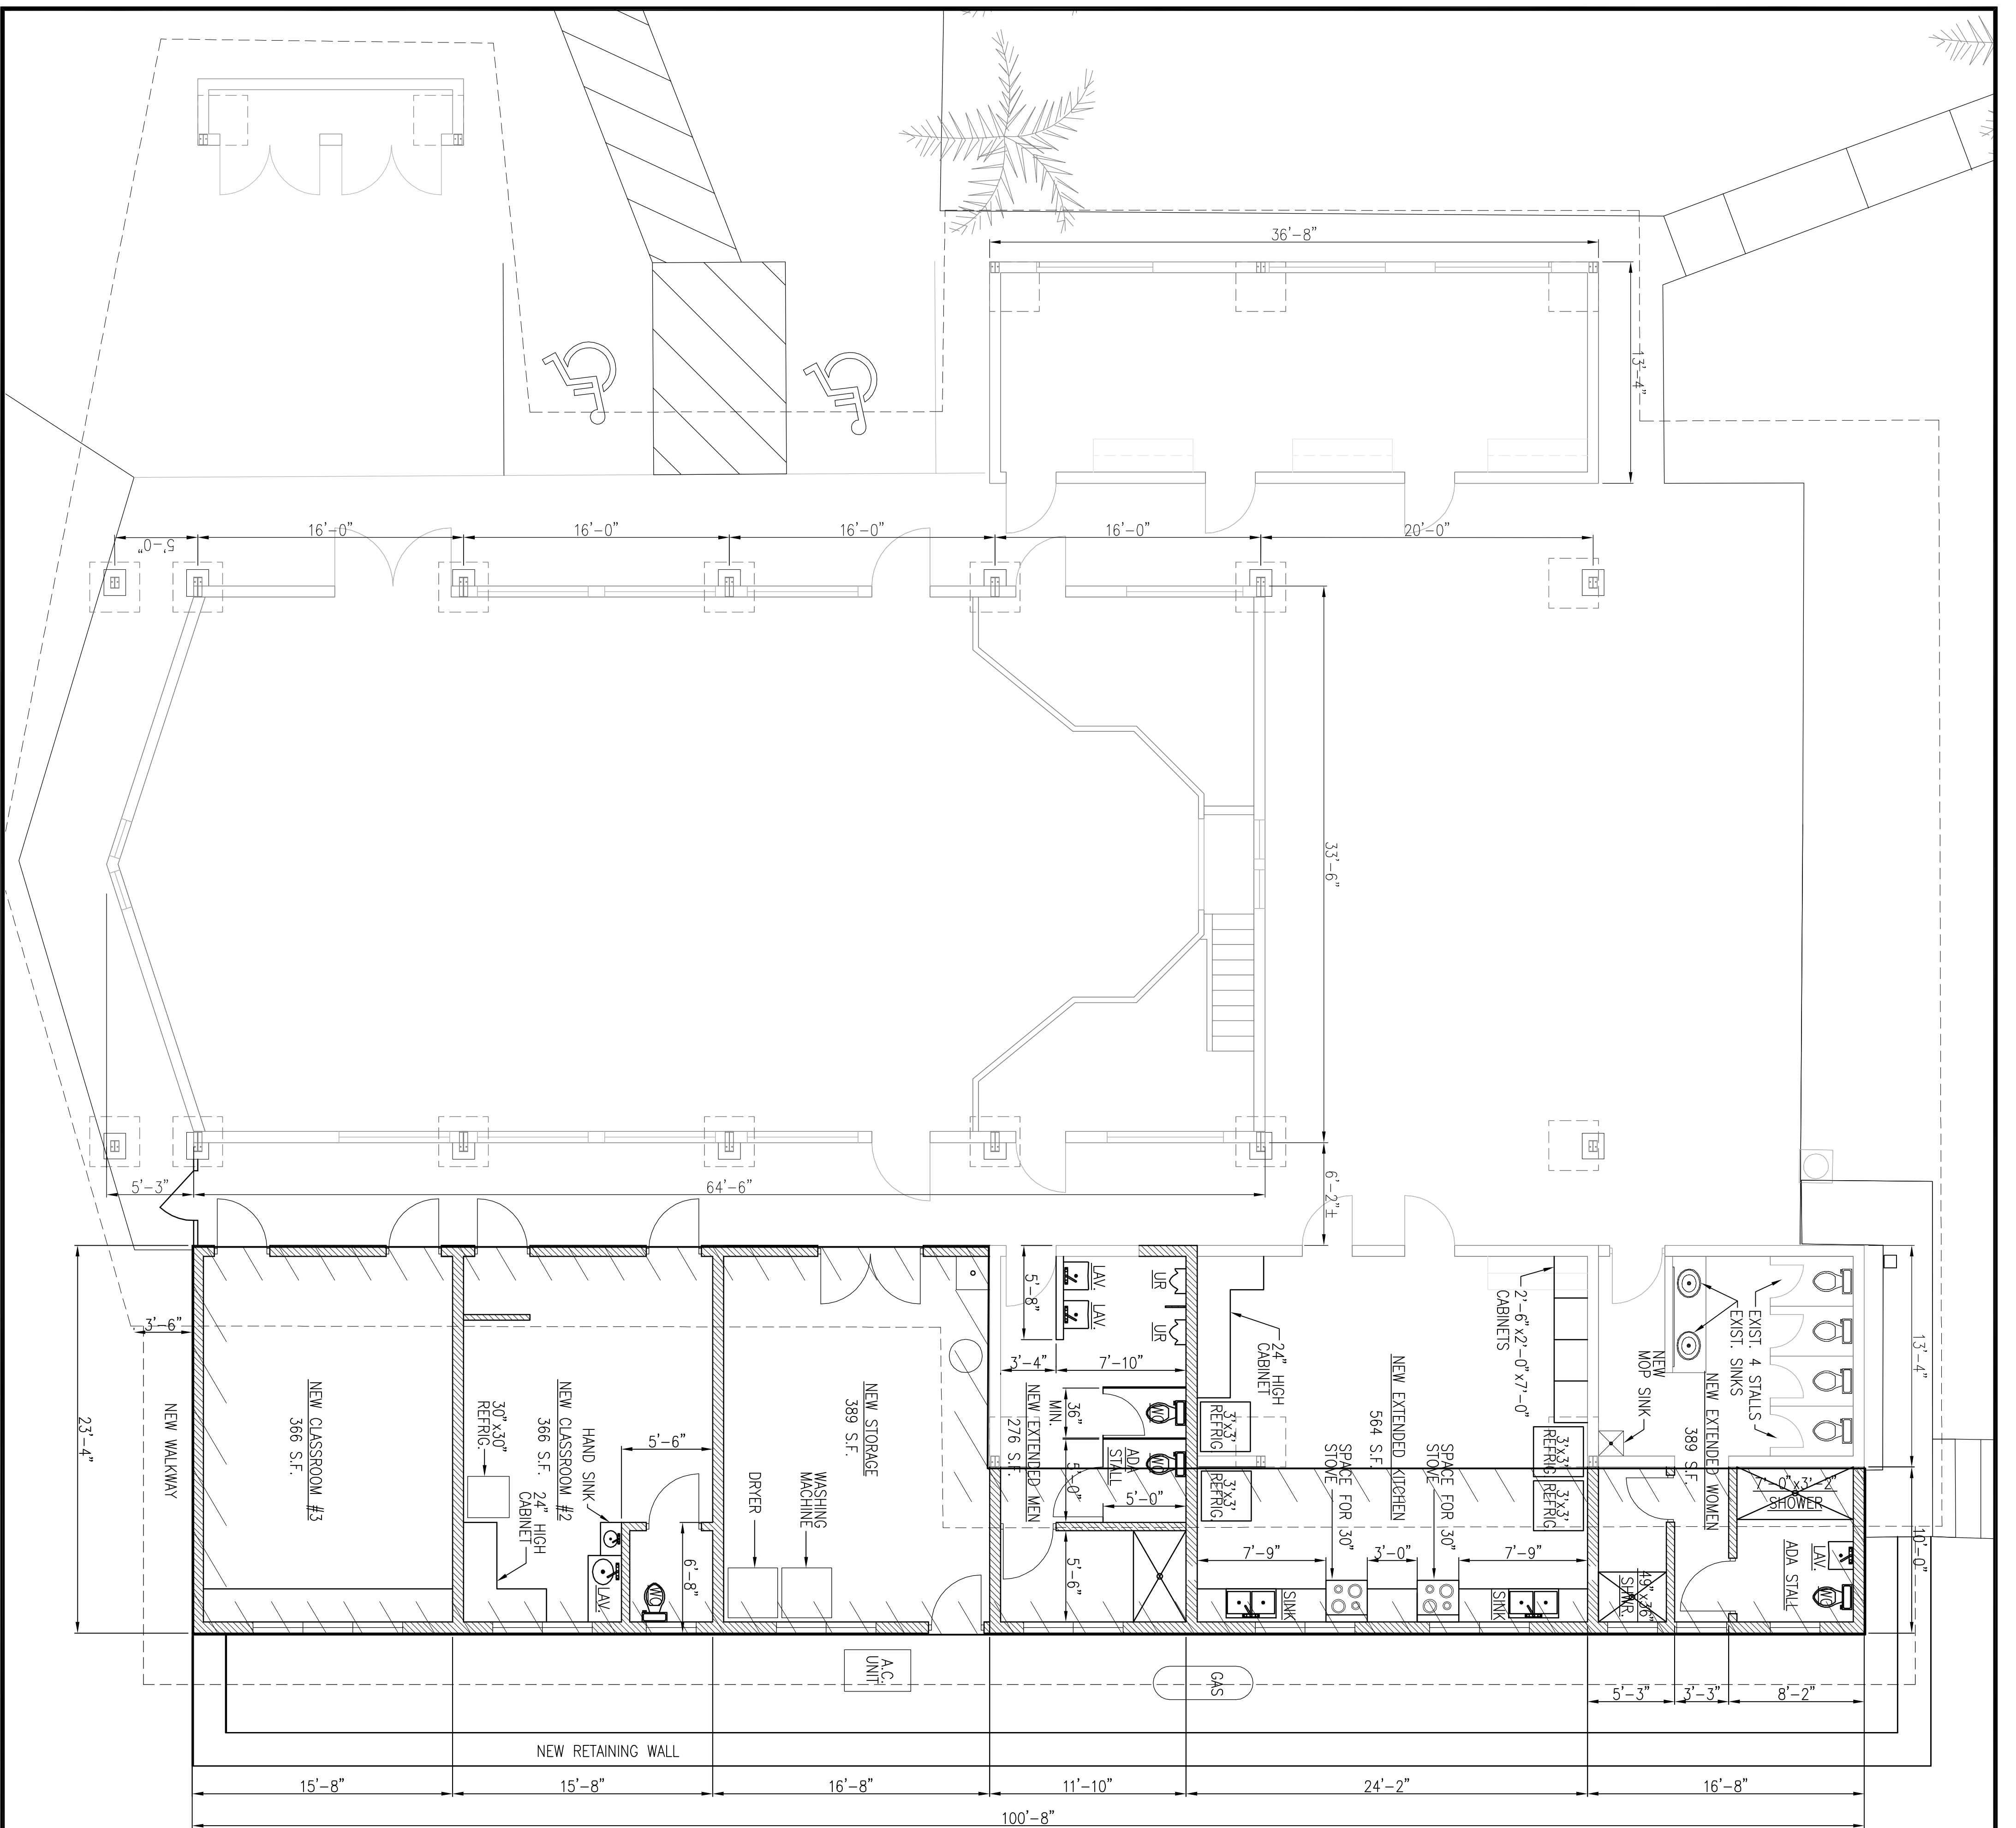 36'-8"
13'-4"
5'-0"
16'-0"
16'-0"
16'-0"
16'-0"
20'-0"
33'-6"
6'-2"±
5'-3"
64'-6"
23'-4"
3'-6"
NEW WALKWAY
NEW CLASSROOM #3
366 S.F.
30"x30"
REFRIG.
24" HIGH
CABINET
NEW CLASSROOM #2
366 S.F.
HAND SINK
LAV.
5'-6"
6'-8"
NEW STORAGE
389 S.F.
DRYER
WASHING
MACHINE
5'-8"
LAV.
LAV.
UR
UR
3'-4"
7'-10"
NEW EXTENDED MEN
276 S.F.
36"
MIN.
WC
ADA
STALL
WC
5'-0"
5'-0"
5'-6"
24" HIGH
CABINET
3'x3'
REFRIG
3'x3'
REFRIG.
NEW EXTENDED KITCHEN
564 S.F.
SPACE FOR 30"
STOVE
SPACE FOR 30"
STOVE
2'-6"x2'-0"x7'-0"
CABINETS
3'x3'
REFRIG
3'x3'
REFRIG
7'-9"
3'-0"
7'-9"
SINK
SINK
NEW
MOP SINK
NEW EXTENDED WOMEN
389 S.F.
EXIST. SINKS
EXIST. 4 STALLS
13'-4"
7'-0"x3'-2"
SHOWER
10'-0"
LAV.
ADA STALL
WC
49"x36"
SHWR.
A.C.
UNIT
GAS
5'-3"
3'-3"
8'-2"
NEW RETAINING WALL
15'-8"
15'-8"
16'-8"
11'-10"
24'-2"
16'-8"
100'-8"